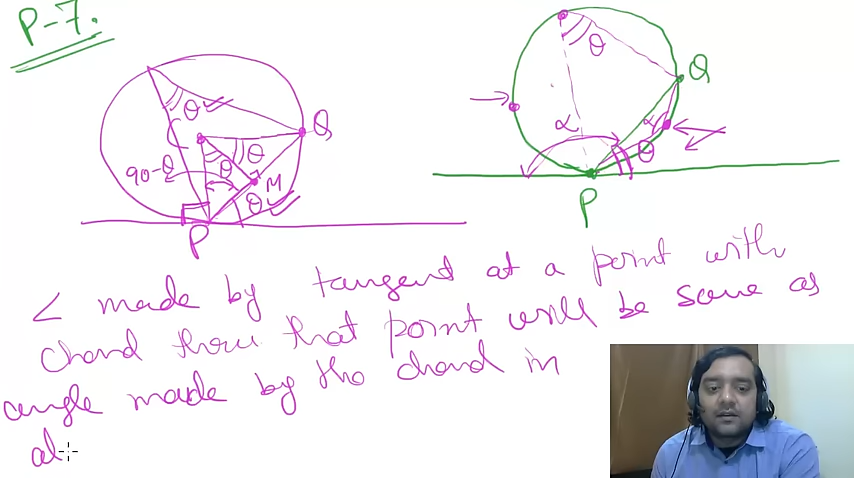 P-7.
θ
Q
C
θ
90-θ
θ
M
θ
P
θ
Q
α
α
θ
P
∠ made by tangent at a point with
chord thru that point will be same as
angle made by the chord in
al